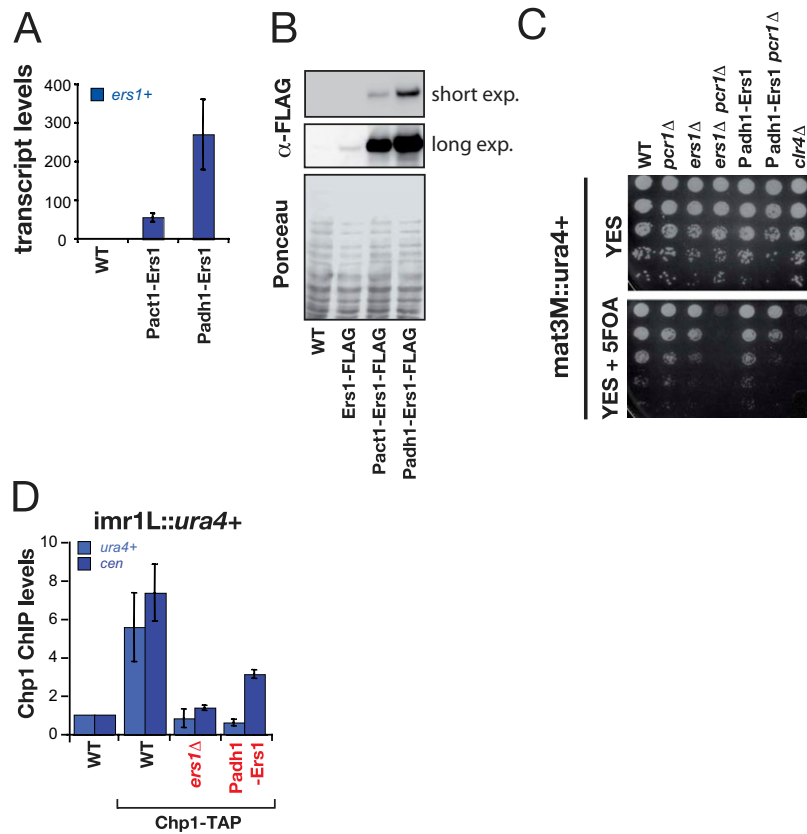 A
transcript levels
400
300
200
100
0
ers1+
WT
Pact1-Ers1
Padh1-Ers1
B
α-FLAG
short exp.
long exp.
Ponceau
WT
Ers1-FLAG
Pact1-Ers1-FLAG
Padh1-Ers1-FLAG
C
WT
pcr1Δ
ers1Δ
ers1Δ pcr1Δ
Padh1-Ers1
Padh1-Ers1 pcr1Δ
clr4Δ
mat3M::ura4+
YES
YES + 5FOA
D
imr1L::ura4+
Chp1 ChIP levels
10
8
6
4
2
0
ura4+
cen
WT
WT
ers1Δ
Padh1
-Ers1
Chp1-TAP